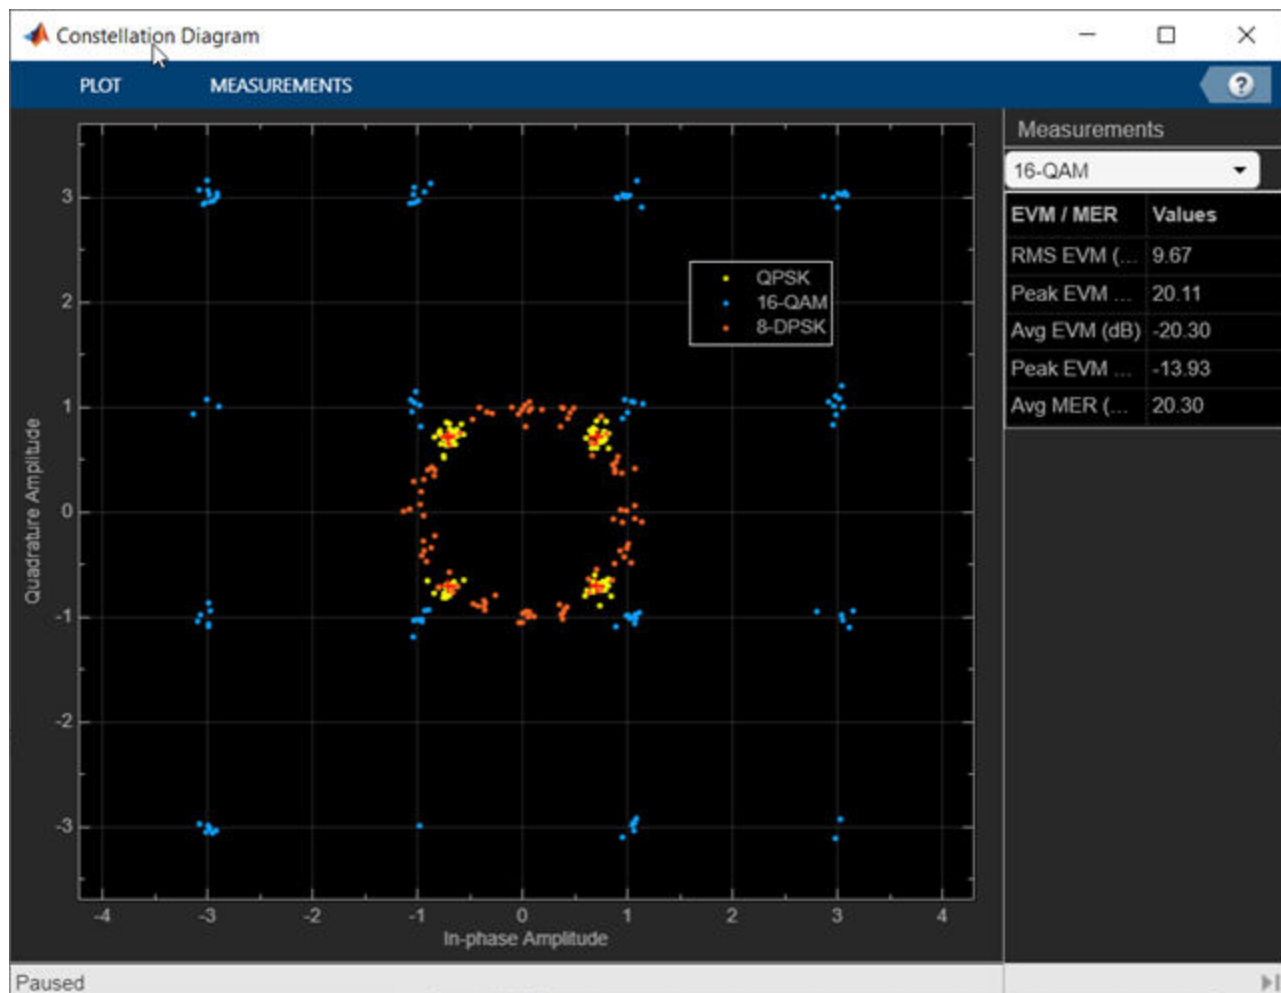 Constellation Diagram
PLOT MEASUREMENTS ?
Measurements
16-QAM
EVM / MER Values
RMS EVM (... 9.67
Peak EVM ... 20.11
Avg EVM (dB) -20.30
Peak EVM ... -13.93
Avg MER (... 20.30
QPSK
16-QAM
8-DPSK
Quadrature Amplitude
3
2
1
0
-1
-2
-3
-4 -3 -2 -1 0 1 2 3 4
In-phase Amplitude
Paused